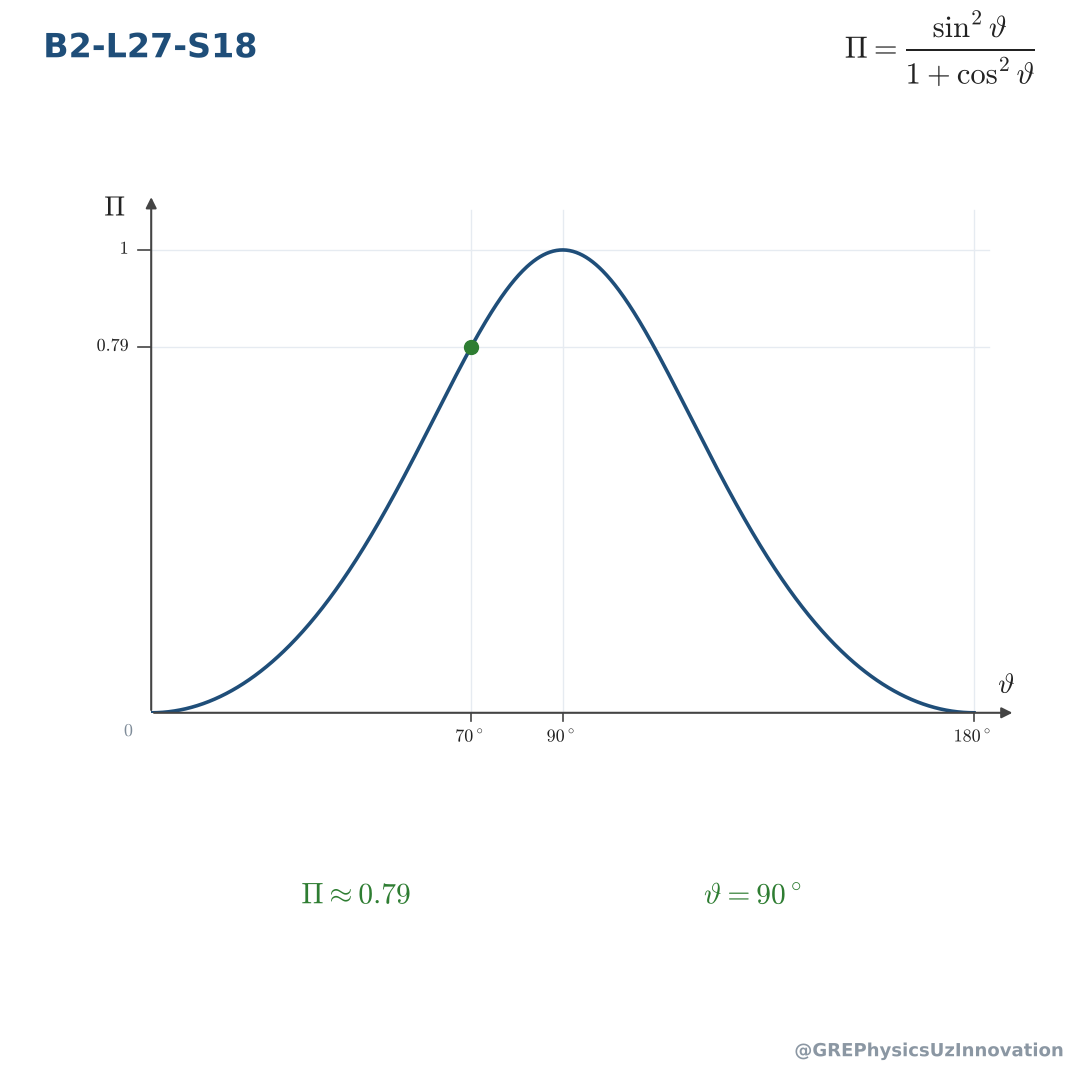 B2-L27-S18
Π = sin² ϑ / (1 + cos² ϑ)
Π
1
0.79
ϑ
0
70° 90° 180°
Π ≈ 0.79 ϑ = 90°
@GREPhysicsUzInnovation